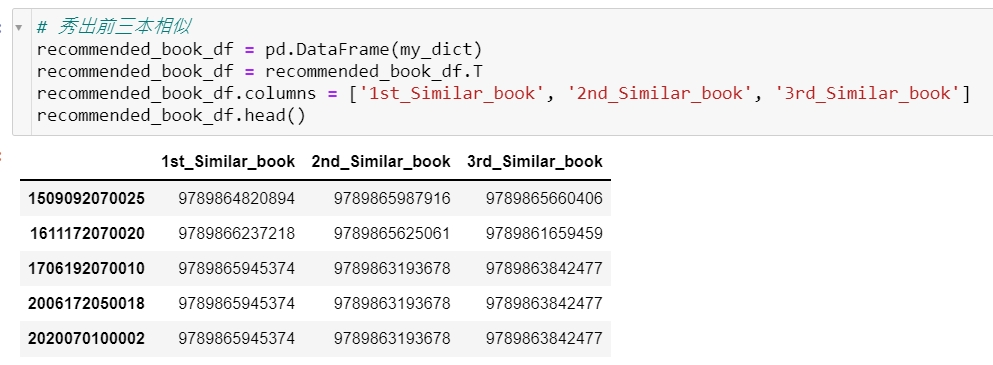 # 秀出前三本相似
recommended_book_df = pd.DataFrame(my_dict)
recommended_book_df = recommended_book_df.T
recommended_book_df.columns = ['1st_Similar_book', '2nd_Similar_book', '3rd_Similar_book']
recommended_book_df.head()
1st_Similar_book 2nd_Similar_book 3rd_Similar_book
1509092070025 9789864820894 9789865987916 9789865660406
1611172070020 9789866237218 9789865625061 9789861659459
1706192070010 9789865945374 9789863193678 9789863842477
2006172050018 9789865945374 9789863193678 9789863842477
2020070100002 9789865945374 9789863193678 9789863842477